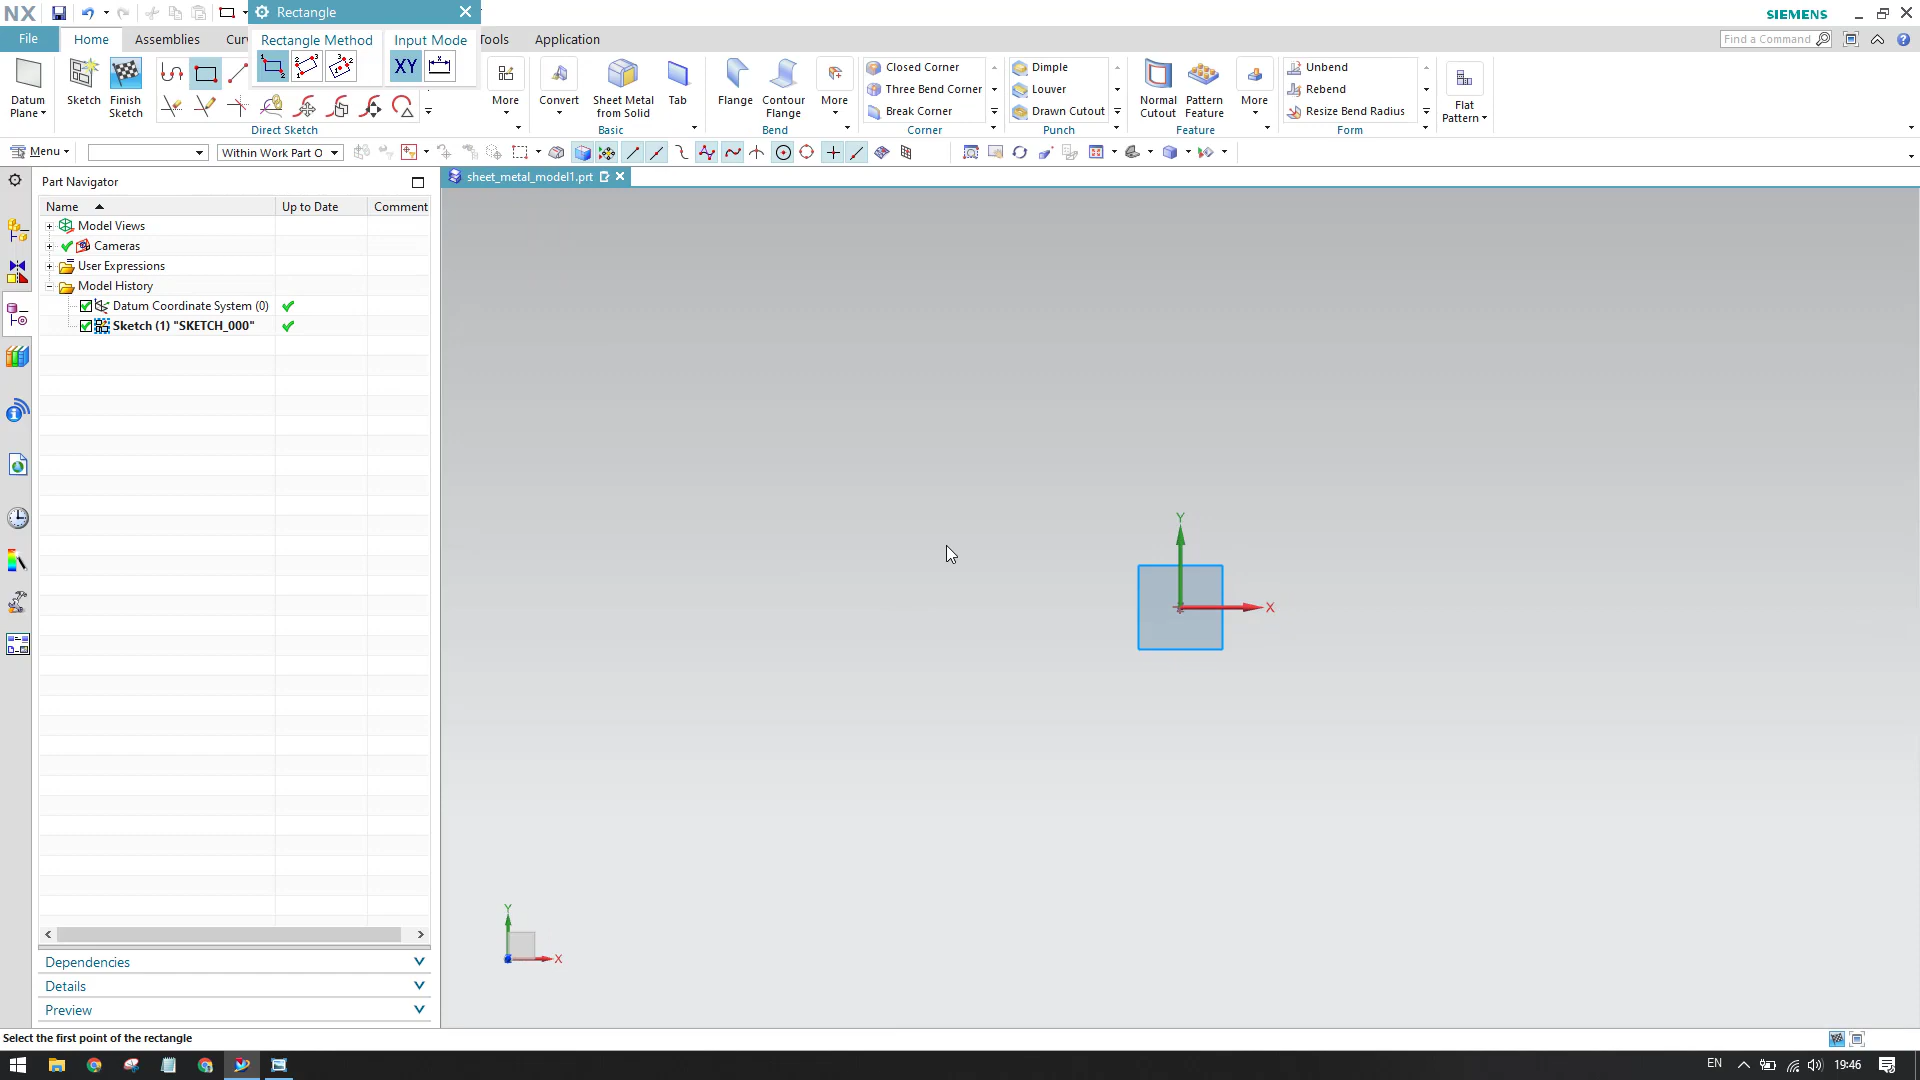 NX
Rectangle
SIEMENS
File
Home
Assemblies
Tools
Application
Find a Command
Rectangle Method
Input Mode
XY
Datum Plane
Sketch
Finish Sketch
Direct Sketch
More
Convert
Sheet Metal from Solid
Tab
Basic
Flange
Contour Flange
More
Bend
Closed Corner
Three Bend Corner
Break Corner
Corner
Dimple
Louver
Drawn Cutout
Punch
Normal Cutout
Pattern Feature
More
Feature
Unbend
Rebend
Resize Bend Radius
Form
Flat Pattern
Menu
Within Work Part O
Part Navigator
sheet_metal_model1.prt
Name
Up to Date
Comment
Model Views
Cameras
User Expressions
Model History
Datum Coordinate System (0)
Sketch (1) "SKETCH_000"
Y
X
Y
X
Dependencies
Details
Preview
Select the first point of the rectangle
EN
19:46